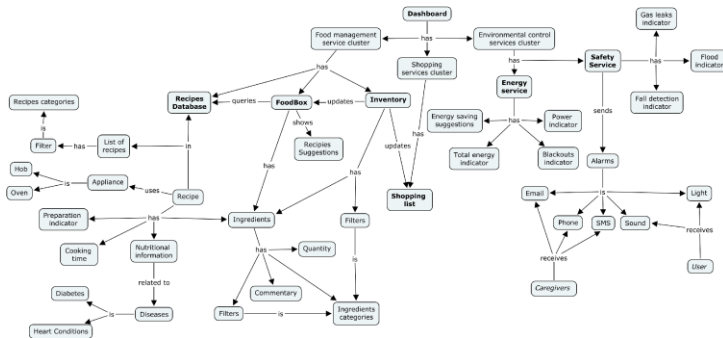 Dashboard
Gas leaks
indicator
Food management
service cluster
has
Environmental control
services cluster
Shopping
services cluster
has
Safety
Service
has
Flood
indicator
has
Energy
service
Fall detection
indicator
Recipes
Database
queries
FoodBox
updates
Inventory
Recipes categories
shows
has
Energy saving
suggestions
has
Power
indicator
sends
is
Filter
has
List of
recipes
in
Recipies
Suggestions
updates
Total energy
indicator
Blackouts
indicator
Hob
Oven
is
Appliance
uses
Recipe
has
has
Shopping
list
Alarms
Email
is
Light
Preparation
indicator
has
Ingredients
Filters
Phone
SMS
Sound
receives
Cooking
time
Nutritional
information
has
Quantity
is
receives
User
Caregivers
related to
Commentary
Diabetes
is
Diseases
Filters
is
Ingredients
categories
Heart Conditions